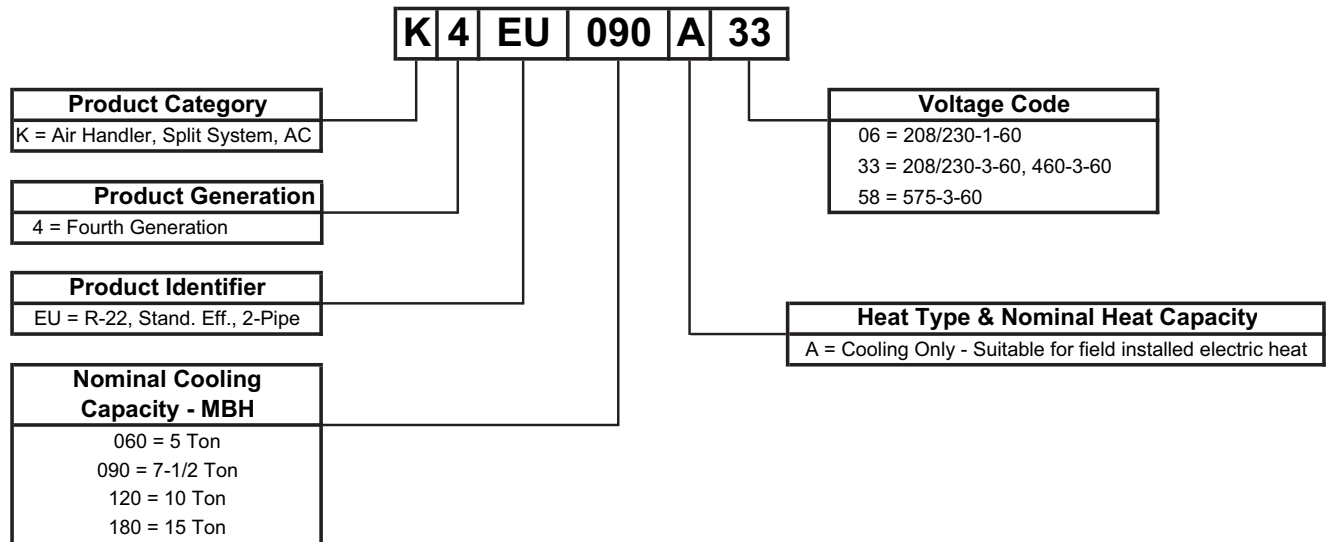 K 4 EU 090 A 33
Product Category
K = Air Handler, Split System, AC
Product Generation
4 = Fourth Generation
Product Identifier
EU = R-22, Stand. Eff., 2-Pipe
Nominal Cooling
Capacity - MBH
060 = 5 Ton
090 = 7-1/2 Ton
120 = 10 Ton
180 = 15 Ton
Voltage Code
06 = 208/230-1-60
33 = 208/230-3-60, 460-3-60
58 = 575-3-60
Heat Type & Nominal Heat Capacity
A = Cooling Only - Suitable for field installed electric heat